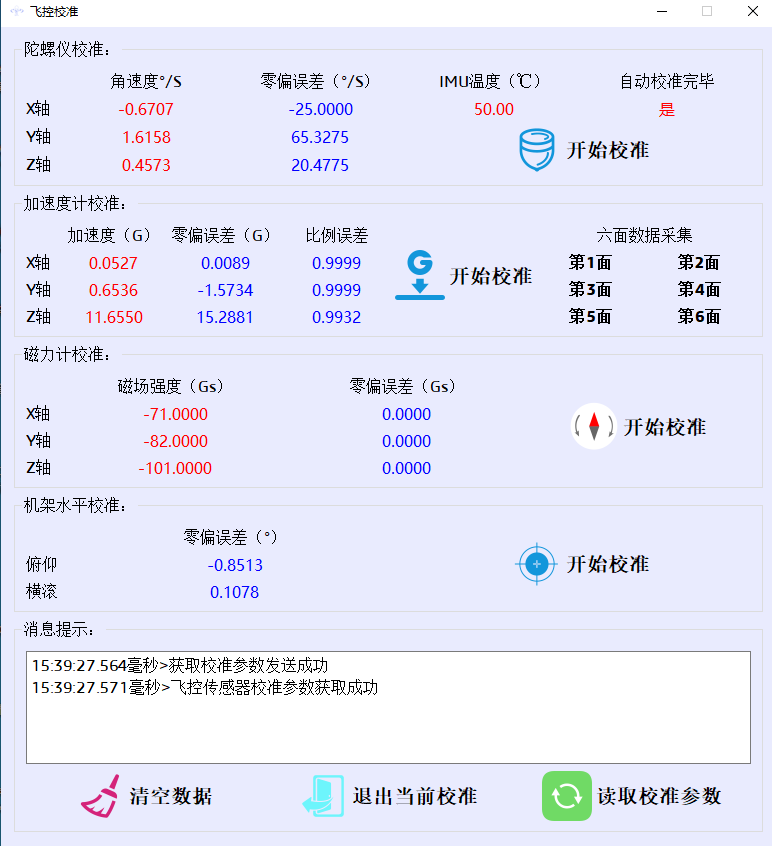 飞控校准
陀螺仪校准:
角速度°/S 零偏误差（°/S） IMU温度（℃） 自动校准完毕
X轴 -0.6707 -25.0000 50.00 是
Y轴 1.6158 65.3275
开始校准
Z轴 0.4573 20.4775
加速度计校准:
加速度（G） 零偏误差（G） 比例误差 六面数据采集
X轴 0.0527 0.0089 0.9999 第1面 第2面
G 开始校准
Y轴 0.6536 -1.5734 0.9999 第3面 第4面
Z轴 11.6550 15.2881 0.9932 第5面 第6面
磁力计校准:
磁场强度（Gs） 零偏误差（Gs）
X轴 -71.0000 0.0000
开始校准
Y轴 -82.0000 0.0000
Z轴 -101.0000 0.0000
机架水平校准:
零偏误差（°）
俯仰 -0.8513 开始校准
横滚 0.1078
消息提示:
15:39:27.564毫秒>获取校准参数发送成功
15:39:27.571毫秒>飞控传感器校准参数获取成功
清空数据 退出当前校准 读取校准参数